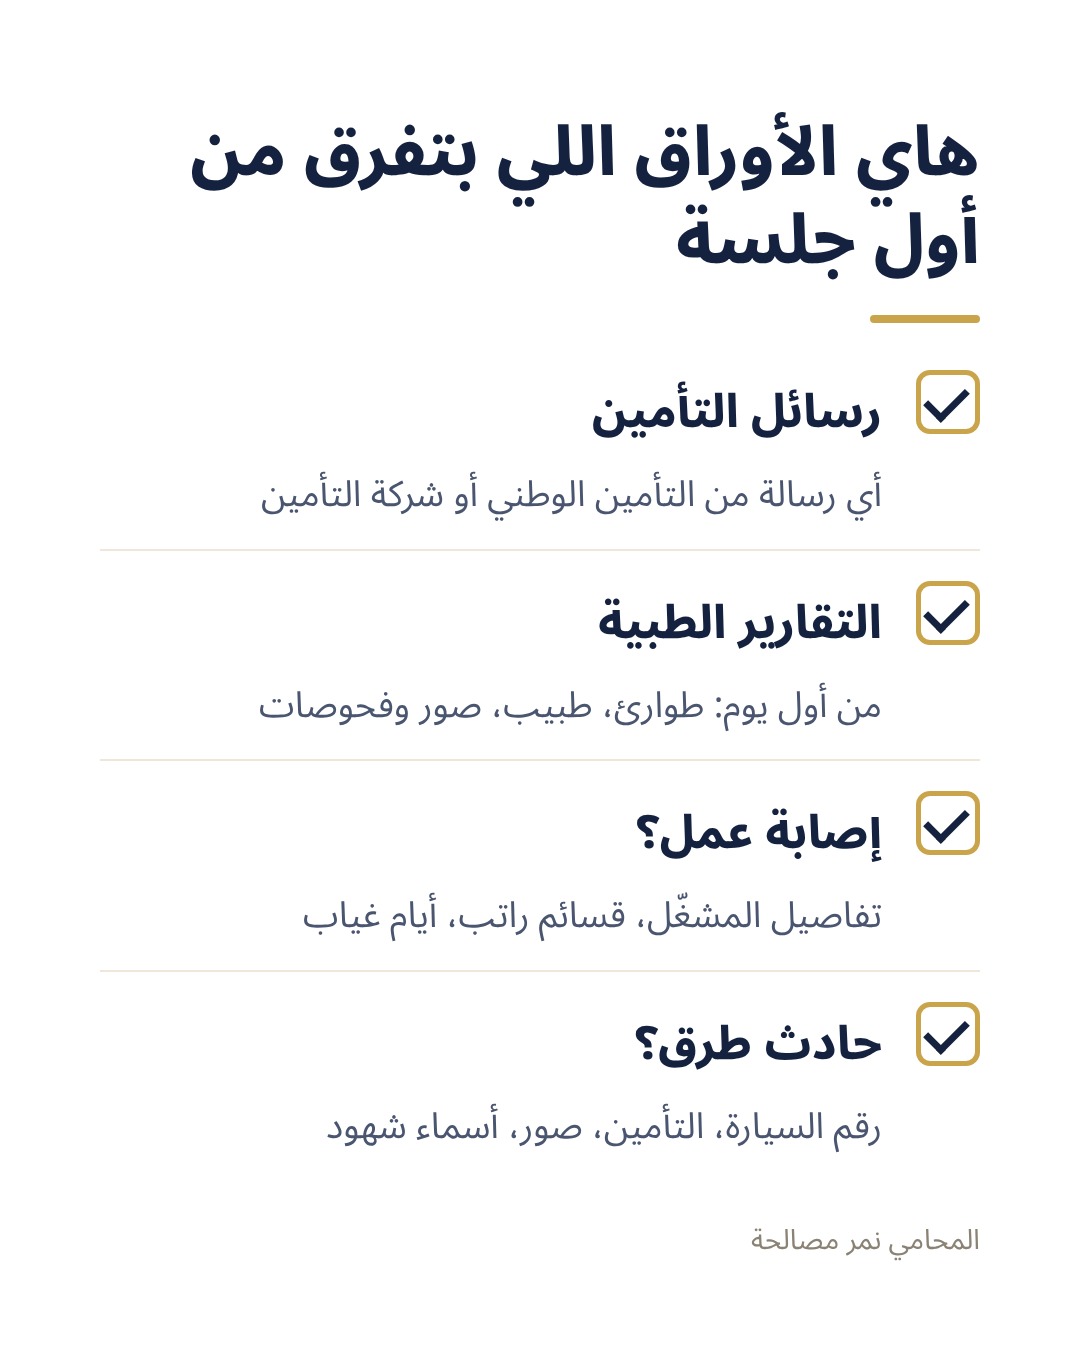 هاي الأوراق اللي بتفرق من
أول جلسة
رسائل التأمين
أي رسالة من التأمين الوطني أو شركة التأمين
التقارير الطبية
من أول يوم: طوارئ، طبيب، صور وفحوصات
إصابة عمل؟
تفاصيل المشغّل، قسائم راتب، أيام غياب
حادث طرق؟
رقم السيارة، التأمين، صور، أسماء شهود
المحامي نمر مصالحة